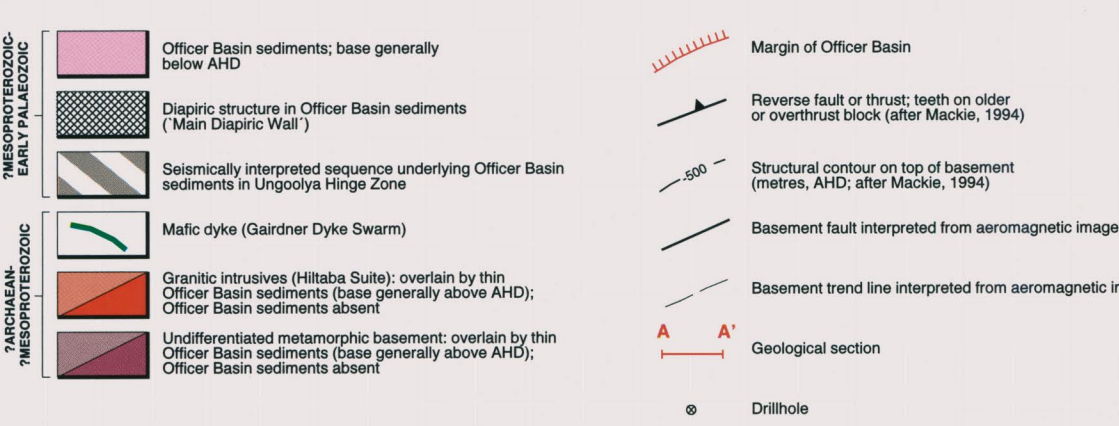 ?MESOPROTEROZOIC-
EARLY PALAEOZOIC
Officer Basin sediments; base generally
below AHD
Diapiric structure in Officer Basin sediments
(`Main Diapiric Wall´)
Seismically interpreted sequence underlying Officer Basin
sediments in Ungoolya Hinge Zone
?ARCHAEAN-
?MESOPROTEROZOIC
Mafic dyke (Gairdner Dyke Swarm)
Granitic intrusives (Hiltaba Suite): overlain by thin
Officer Basin sediments (base generally above AHD);
Officer Basin sediments absent
Undifferentiated metamorphic basement: overlain by thin
Officer Basin sediments (base generally above AHD);
Officer Basin sediments absent
Margin of Officer Basin
Reverse fault or thrust; teeth on older
or overthrust block (after Mackie, 1994)
-500
Structural contour on top of basement
(metres, AHD; after Mackie, 1994)
Basement fault interpreted from aeromagnetic image
Basement trend line interpreted from aeromagnetic
A A'
Geological section
Drillhole